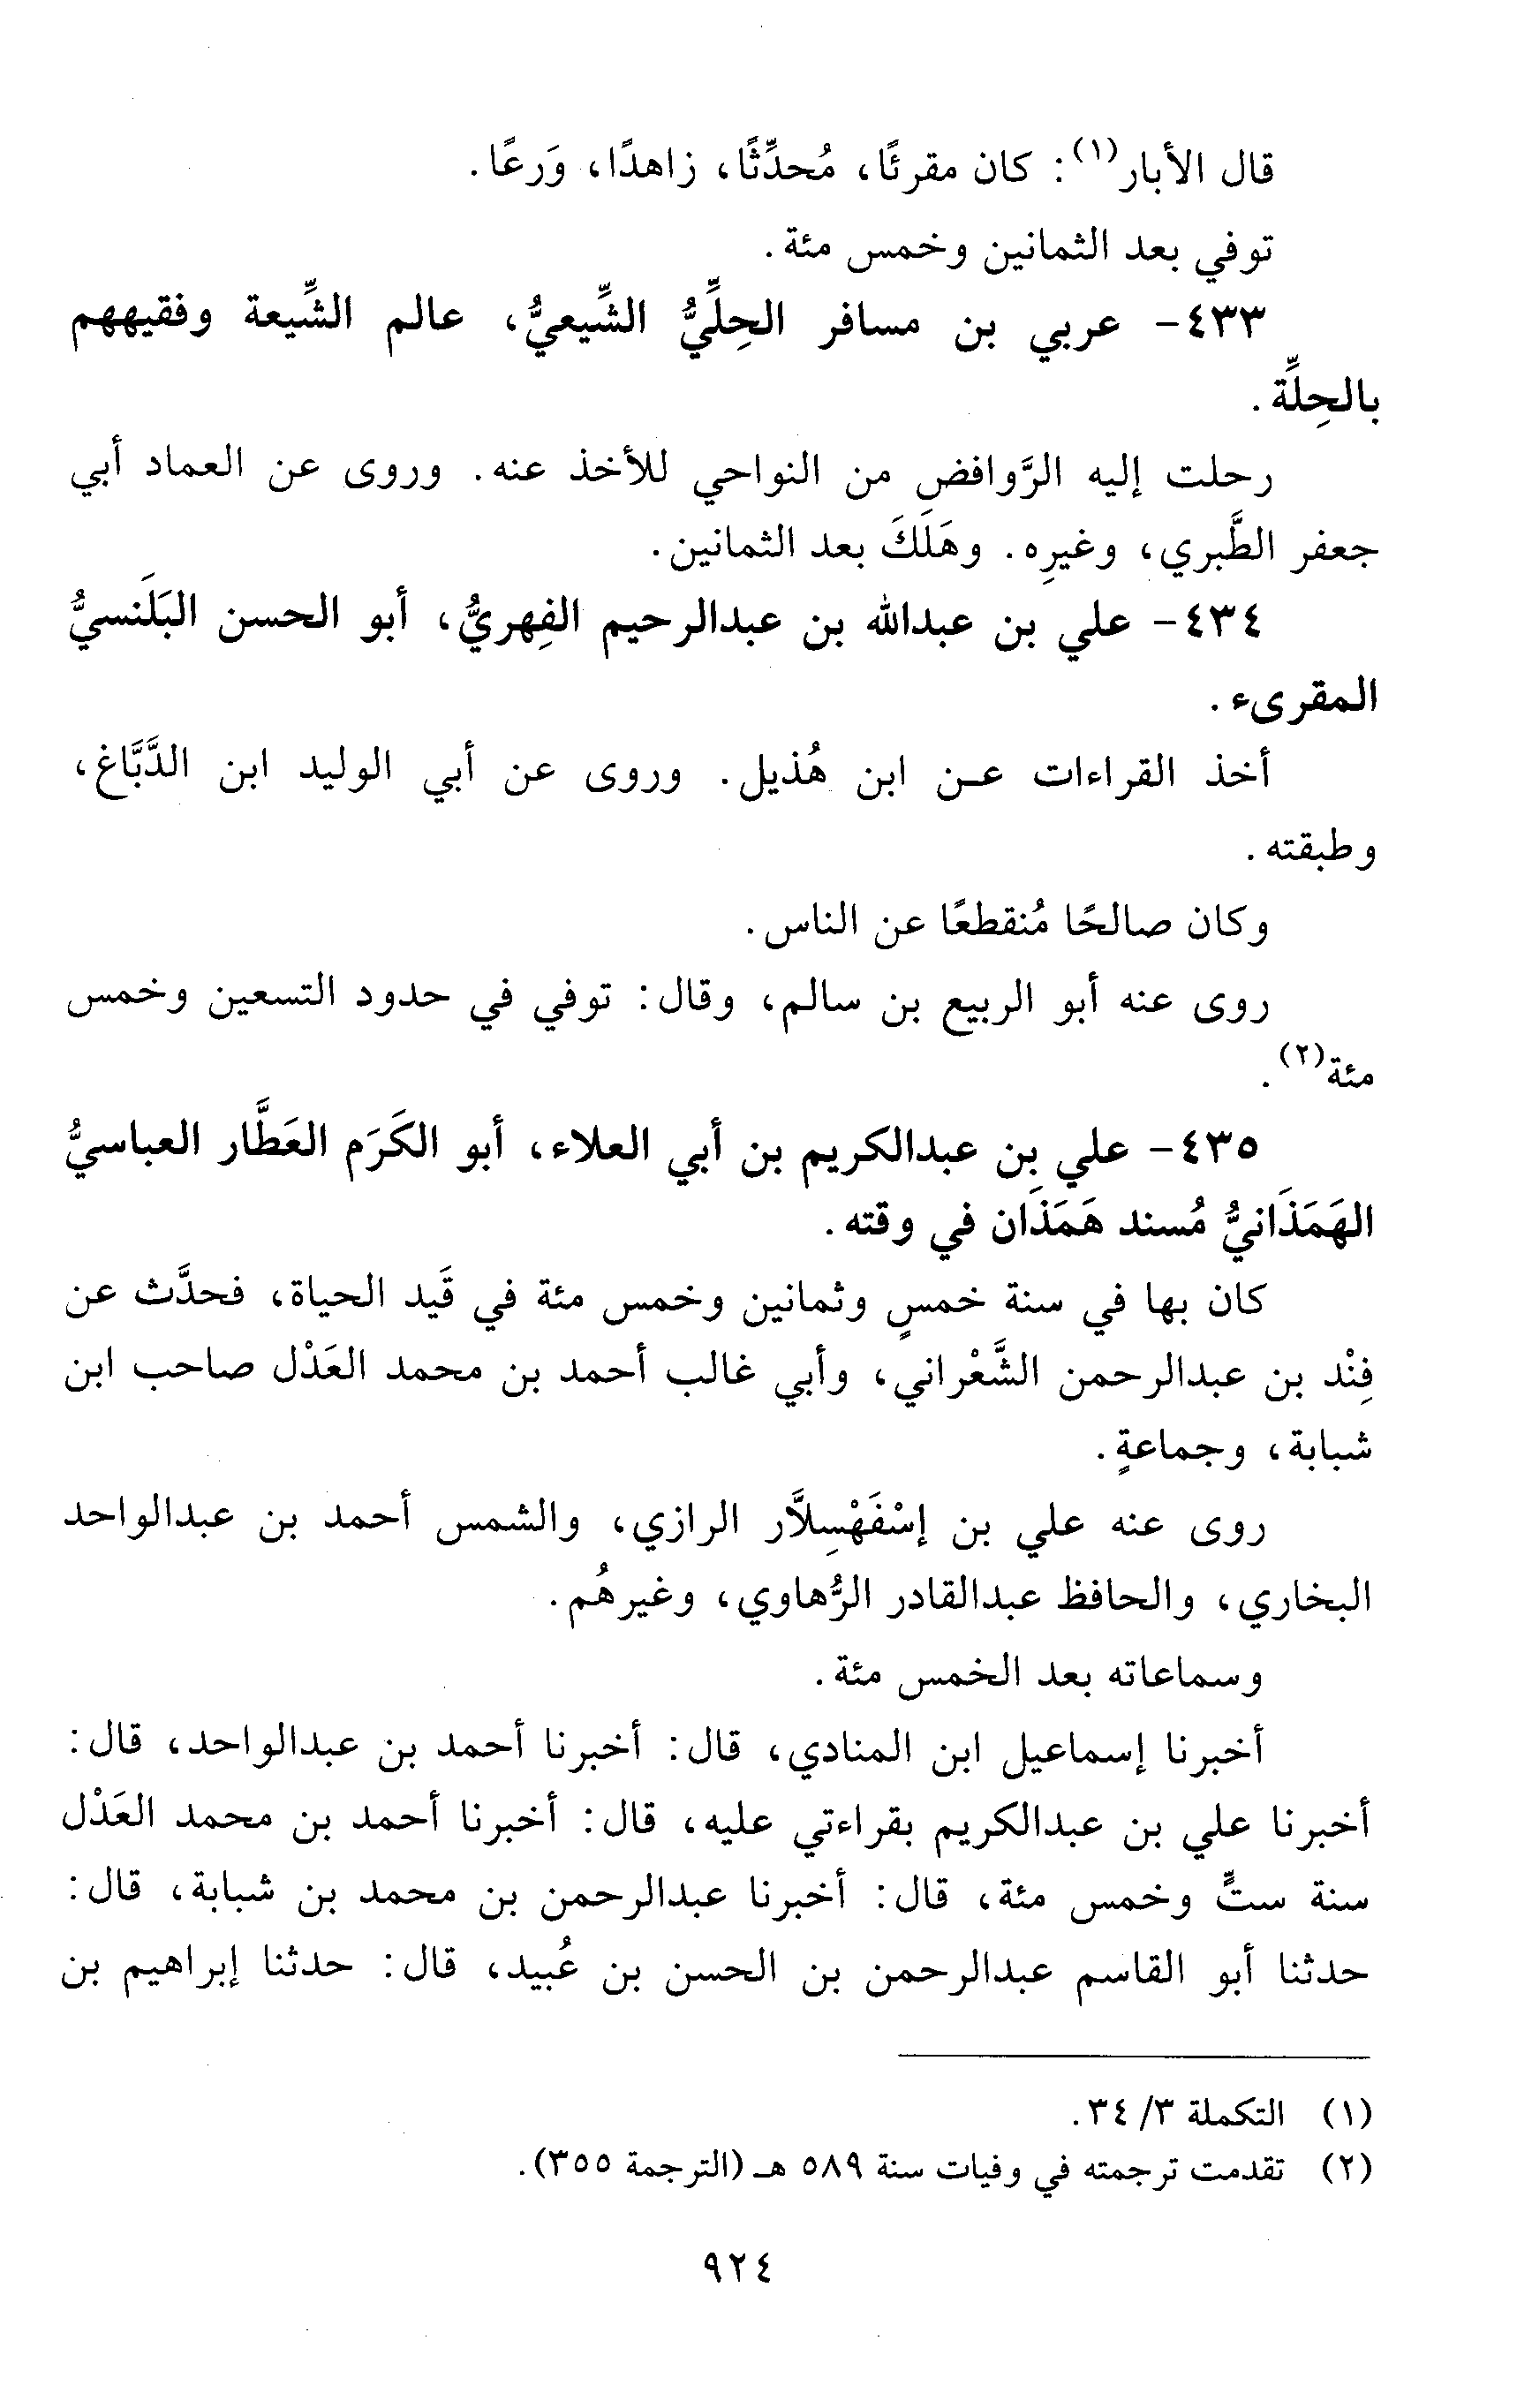 قال الأبار(١): كان مقرئًا، مُحدِّثًا، زاهدًا، وَرعًا.
توفي بعد الثمانين وخمس مئة.
٤٣٣- عربي بن مسافر الحِلِّيُّ الشِّيعيُّ، عالم الشِّيعة وفقيههم
بالحِلِّة.
رحلت إليه الرَّوافض من النواحي للأخذ عنه. وروى عن العماد أبي
جعفر الطَّبري، وغيرِه. وهَلَكَ بعد الثمانين.
٤٣٤- علي بن عبدالله بن عبدالرحيم الفِهريُّ، أبو الحسن البَلَنسيُّ
المقرىء.
أخذ القراءات عن ابن هُذيل. وروى عن أبي الوليد ابن الدَّبَّاغ،
وطبقته.
وكان صالحًا مُنقطعًا عن الناس.
روى عنه أبو الربيع بن سالم، وقال: توفي في حدود التسعين وخمس
مئة(٢).
٤٣٥- علي بن عبدالكريم بن أبي العلاء، أبو الكَرَم العَطَّار العباسيُّ
الهَمَذَانيُّ مُسند هَمَذَان في وقته.
كان بها في سنة خمسٍ وثمانين وخمس مئة في قَيد الحياة، فحدَّث عن
فِنْد بن عبدالرحمن الشَّعْراني، وأبي غالب أحمد بن محمد العَدْل صاحب ابن
شبابة، وجماعةٍ.
روى عنه علي بن إسْفَهْسِلاَّر الرازي، والشمس أحمد بن عبدالواحد
البخاري، والحافظ عبدالقادر الرُّهاوي، وغيرهُم.
وسماعاته بعد الخمس مئة.
أخبرنا إسماعيل ابن المنادي، قال: أخبرنا أحمد بن عبدالواحد، قال:
أخبرنا علي بن عبدالكريم بقراءتي عليه، قال: أخبرنا أحمد بن محمد العَدْل
سنة ستٍّ وخمس مئة، قال: أخبرنا عبدالرحمن بن محمد بن شبابة، قال:
حدثنا أبو القاسم عبدالرحمن بن الحسن بن عُبيد، قال: حدثنا إبراهيم بن
(١) التكملة ٣/ ٣٤.
(٢) تقدمت ترجمته في وفيات سنة ٥٨٩ هـ (الترجمة ٣٥٥).
٩٢٤